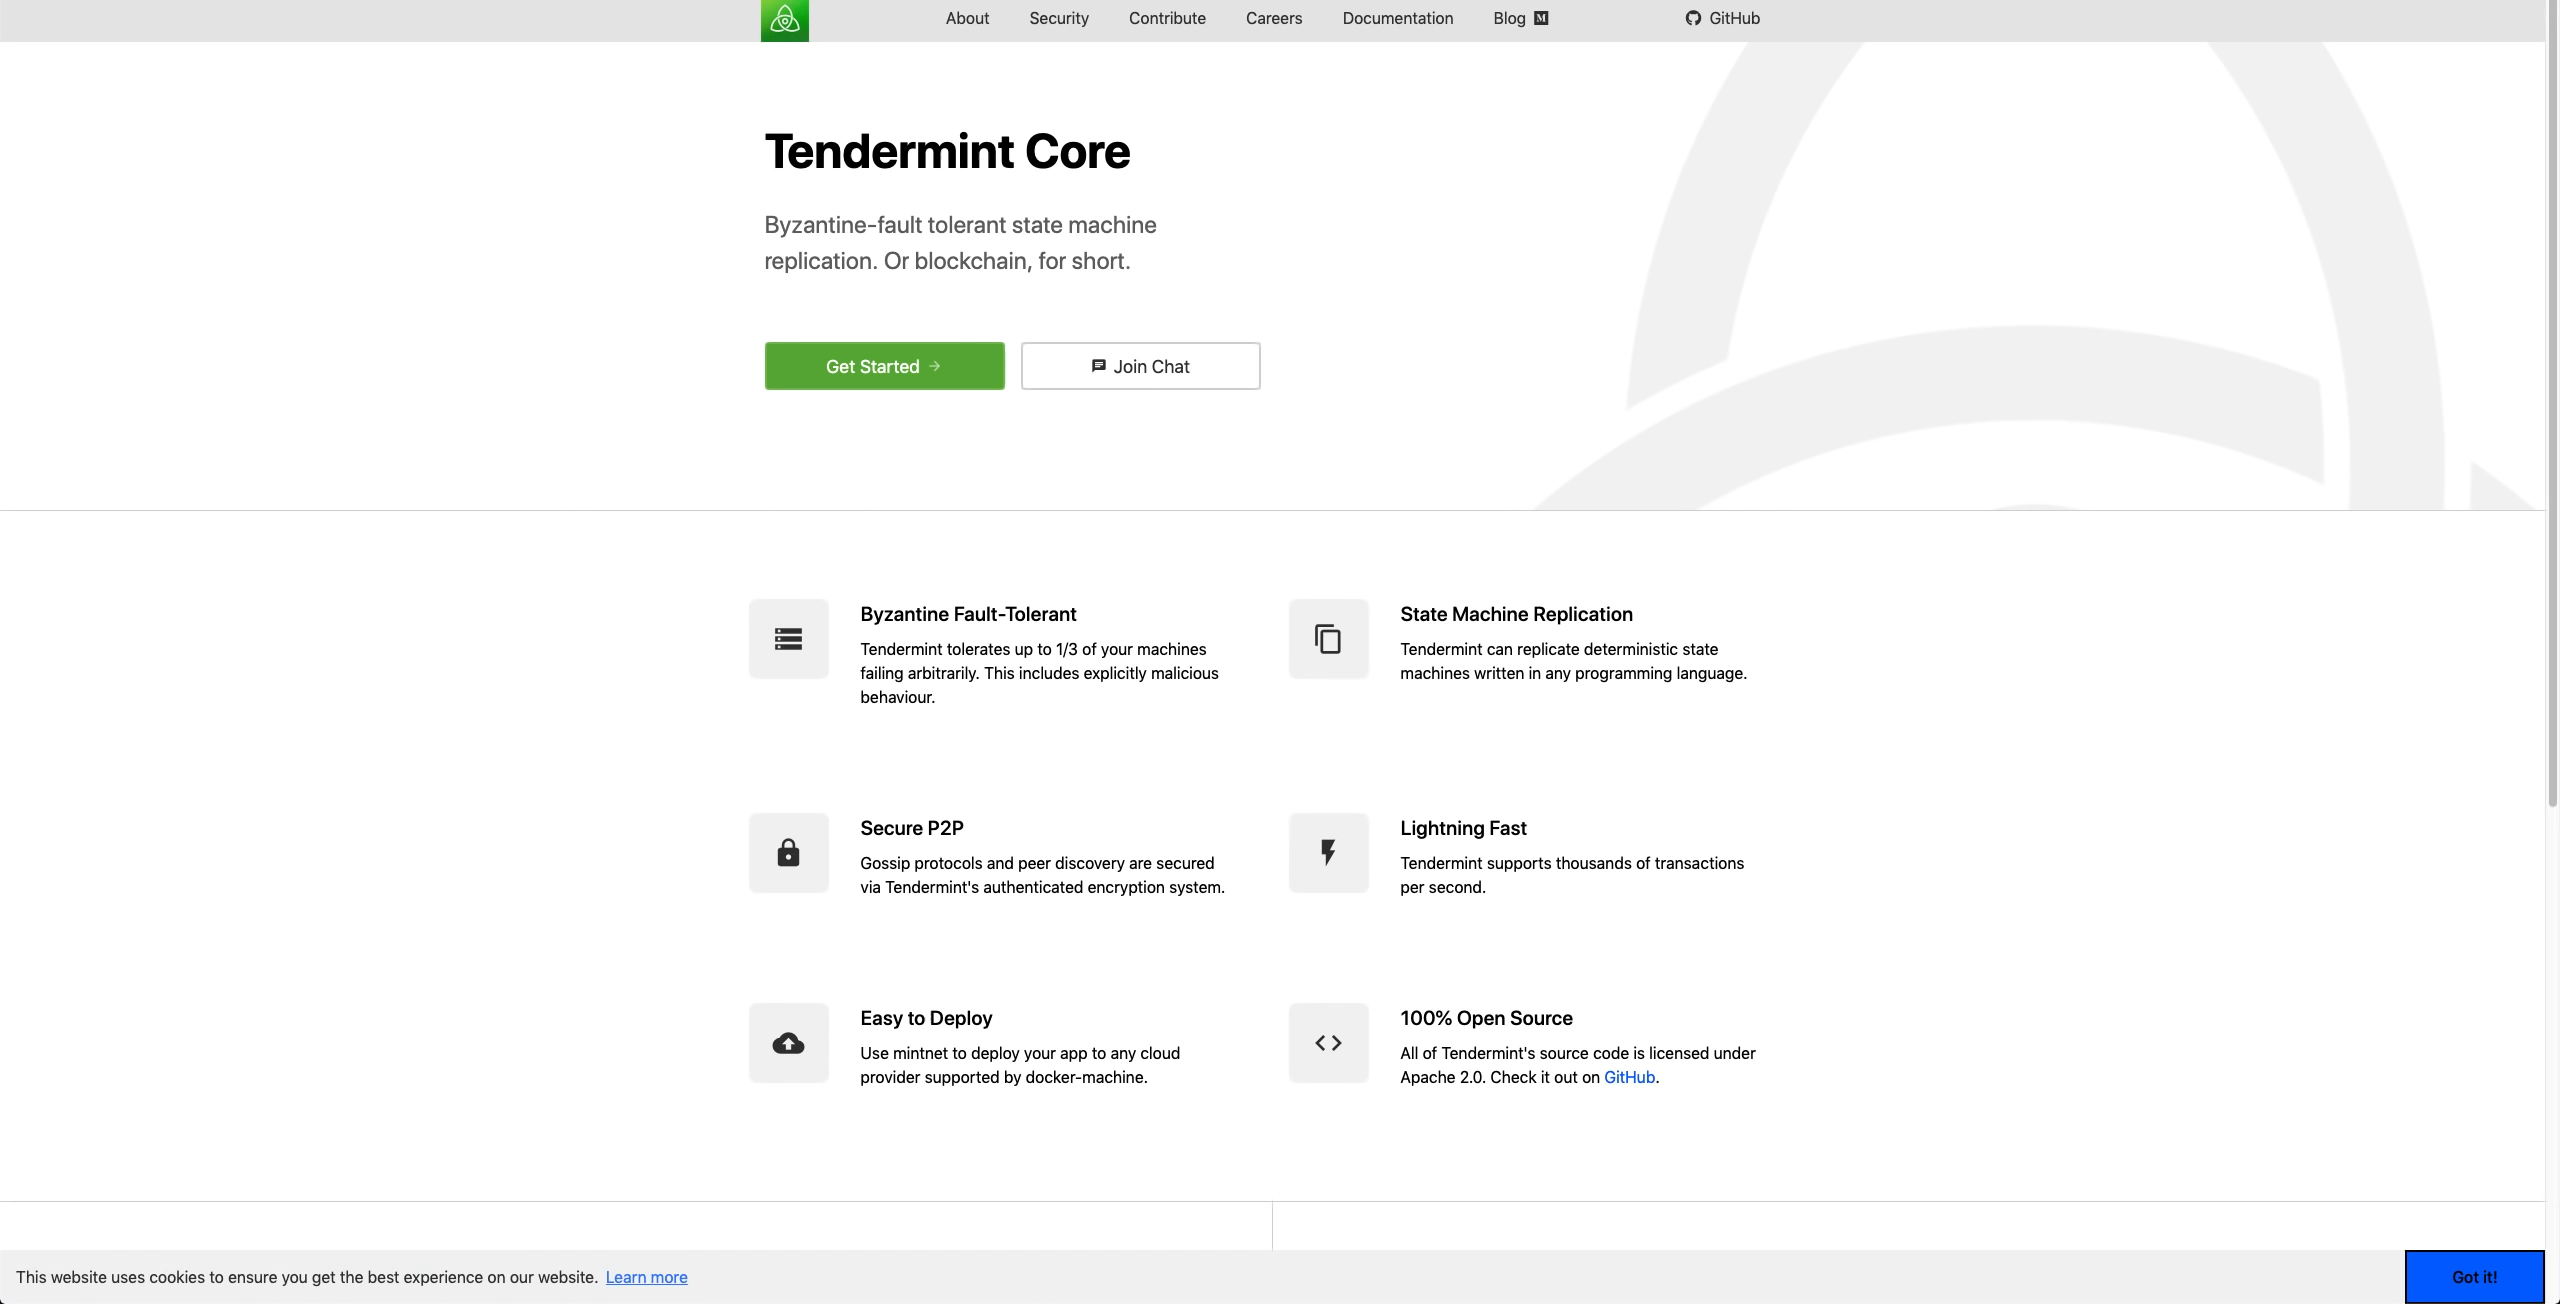 About Security Contribute Careers Documentation Blog GitHub
Tendermint Core
Byzantine-fault tolerant state machine
replication. Or blockchain, for short.
Get Started → Join Chat
Byzantine Fault-Tolerant
Tendermint tolerates up to 1/3 of your machines
failing arbitrarily. This includes explicitly malicious
behaviour.
State Machine Replication
Tendermint can replicate deterministic state
machines written in any programming language.
Secure P2P
Gossip protocols and peer discovery are secured
via Tendermint's authenticated encryption system.
Lightning Fast
Tendermint supports thousands of transactions
per second.
Easy to Deploy
Use mintnet to deploy your app to any cloud
provider supported by docker-machine.
100% Open Source
All of Tendermint's source code is licensed under
Apache 2.0. Check it out on GitHub.
This website uses cookies to ensure you get the best experience on our website. Learn more
Got it!